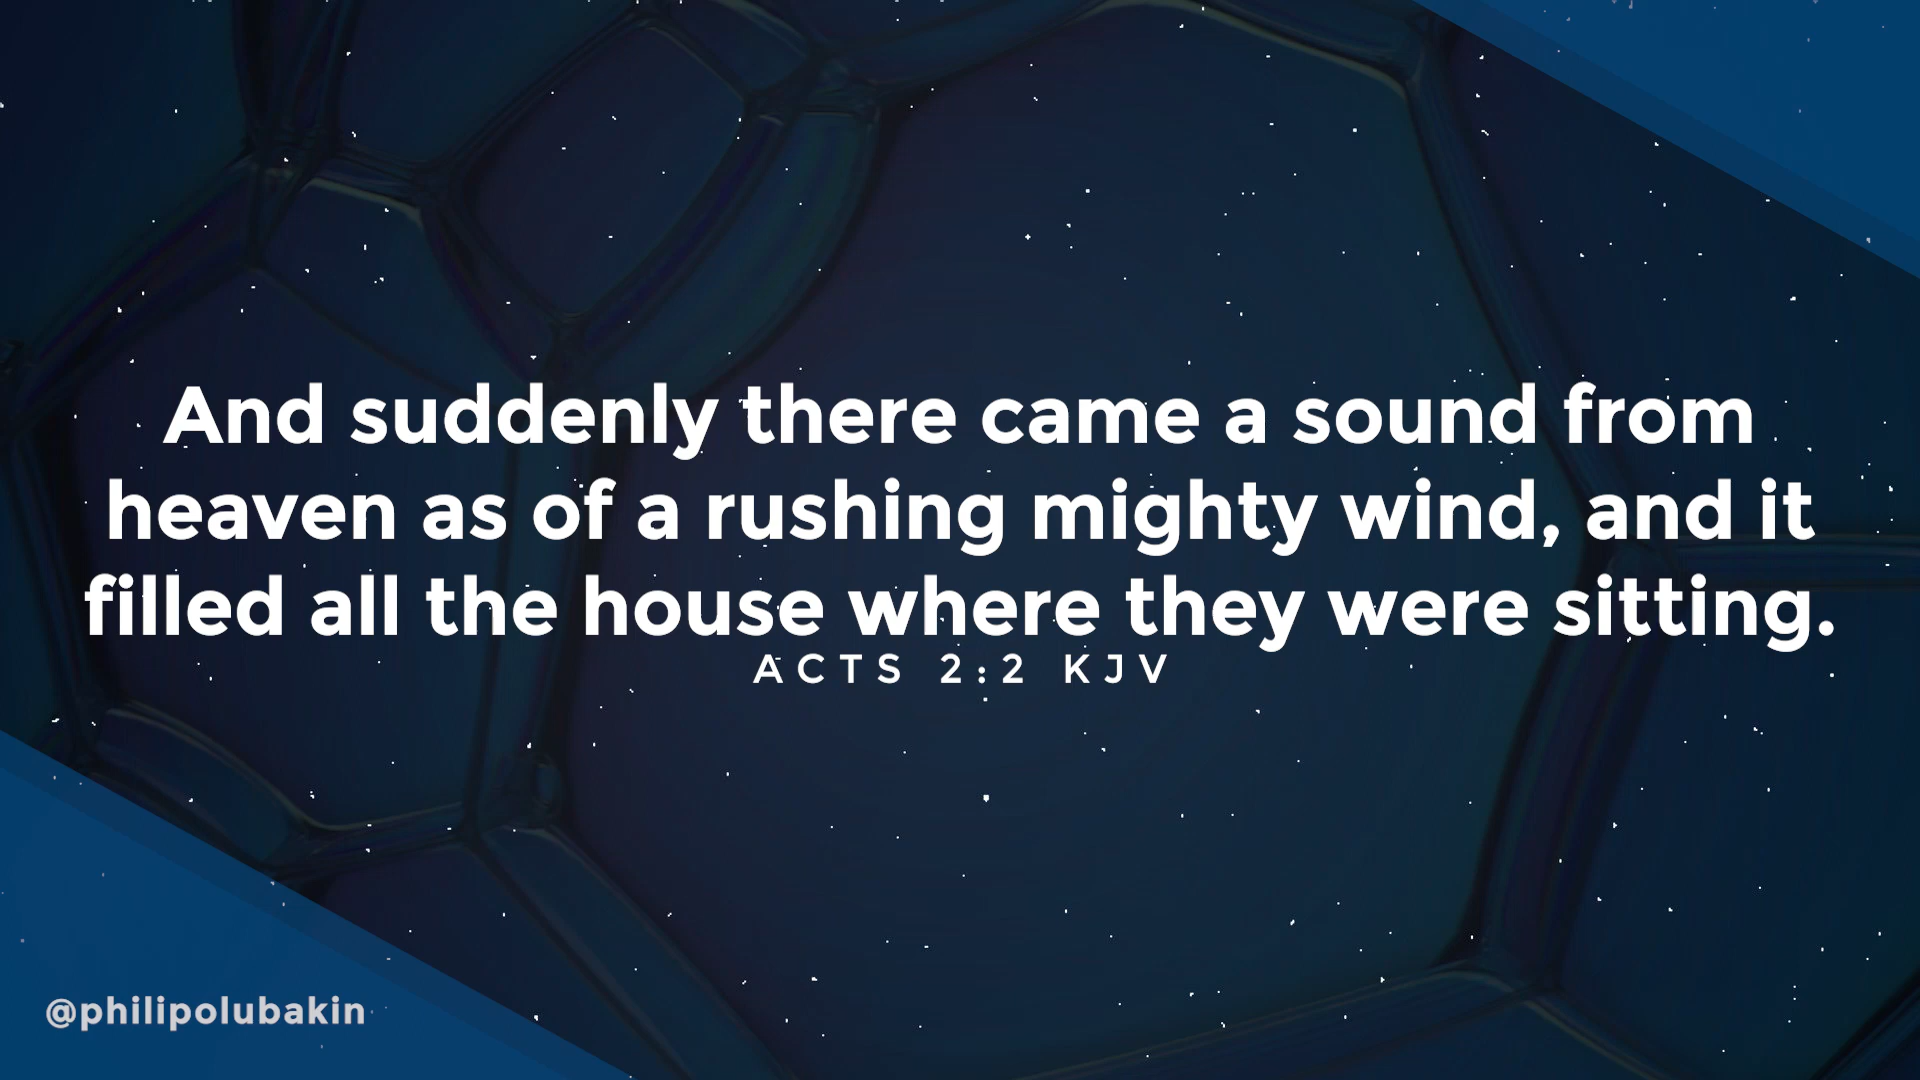 And suddenly there came a sound from
heaven as of a rushing mighty wind, and it
filled all the house where they were sitting.
ACTS 2:2 KJV
@philipolubakin